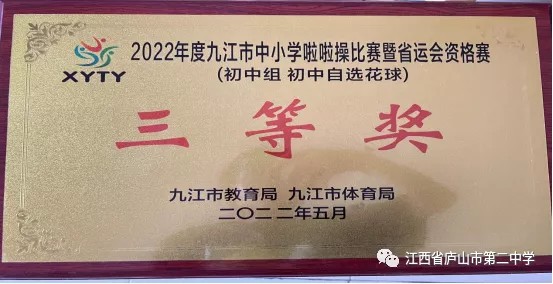 2022年度九江市中小学啦啦操比赛暨省运会资格赛
XYTY
(初中组 初中自选花球)
三等奖
九江市教育局 九江市体育局
二〇二二年五月
江西省庐山市第二中学